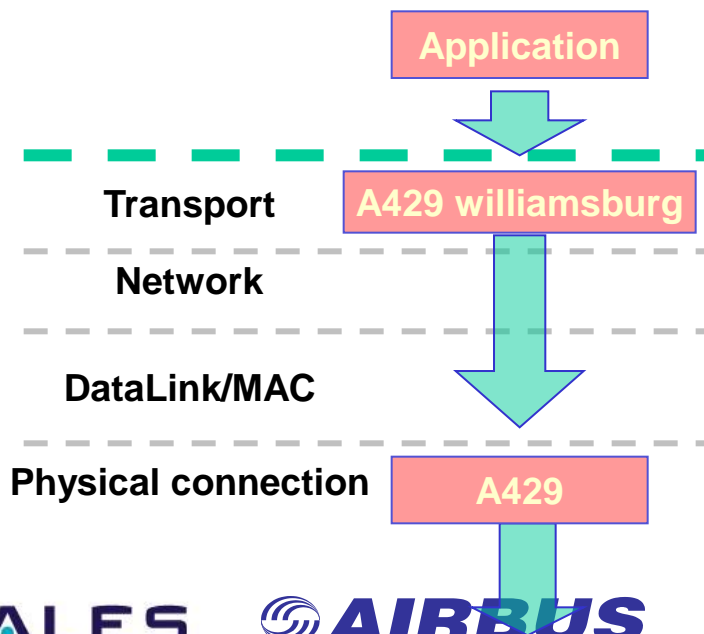 Application
Transport
A429 williamsburg
Network
DataLink/MAC
Physical connection
A429
AIRBUS